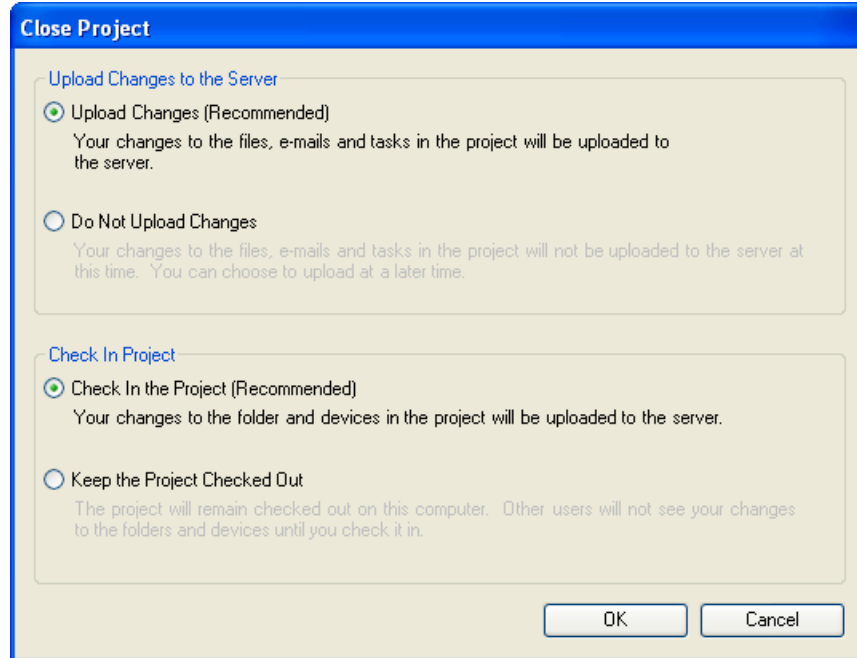 Close Project
Upload Changes to the Server
Upload Changes (Recommended)
Your changes to the files, e-mails and tasks in the project will be uploaded to
the server.
Do Not Upload Changes
Your changes to the files, e-mails and tasks in the project will not be uploaded to the server at
this time.  You can choose to upload at a later time.
Check In Project
Check In the Project (Recommended)
Your changes to the folder and devices in the project will be uploaded to the server.
Keep the Project Checked Out
The project will remain checked out on this computer.  Other users will not see your changes
to the folders and devices until you check it in.
OK
Cancel